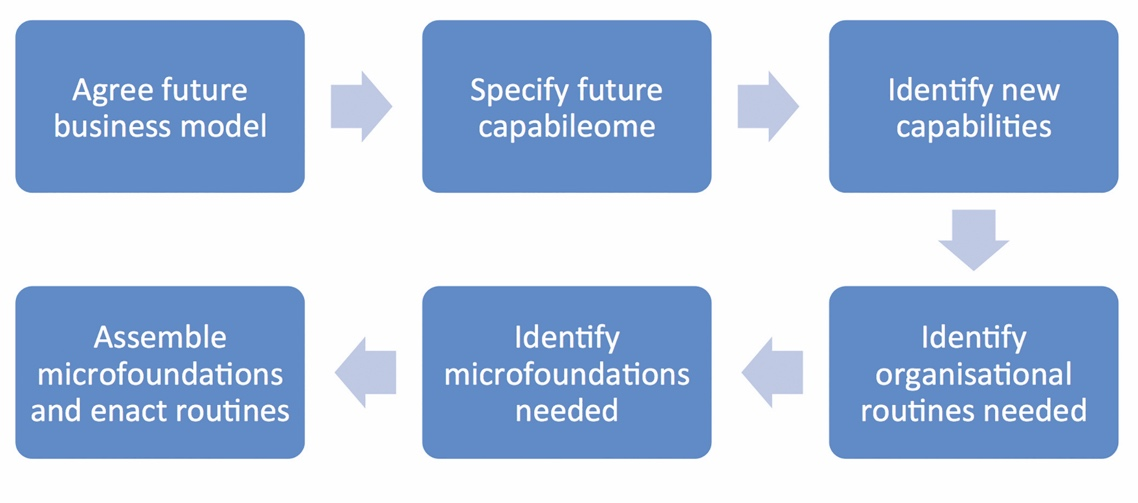 Agree future
business model
Specify future
capabileome
Identify new
capabilities
Identify
organisational
routines needed
Identify
microfoundations
needed
Assemble
microfoundations
and enact routines